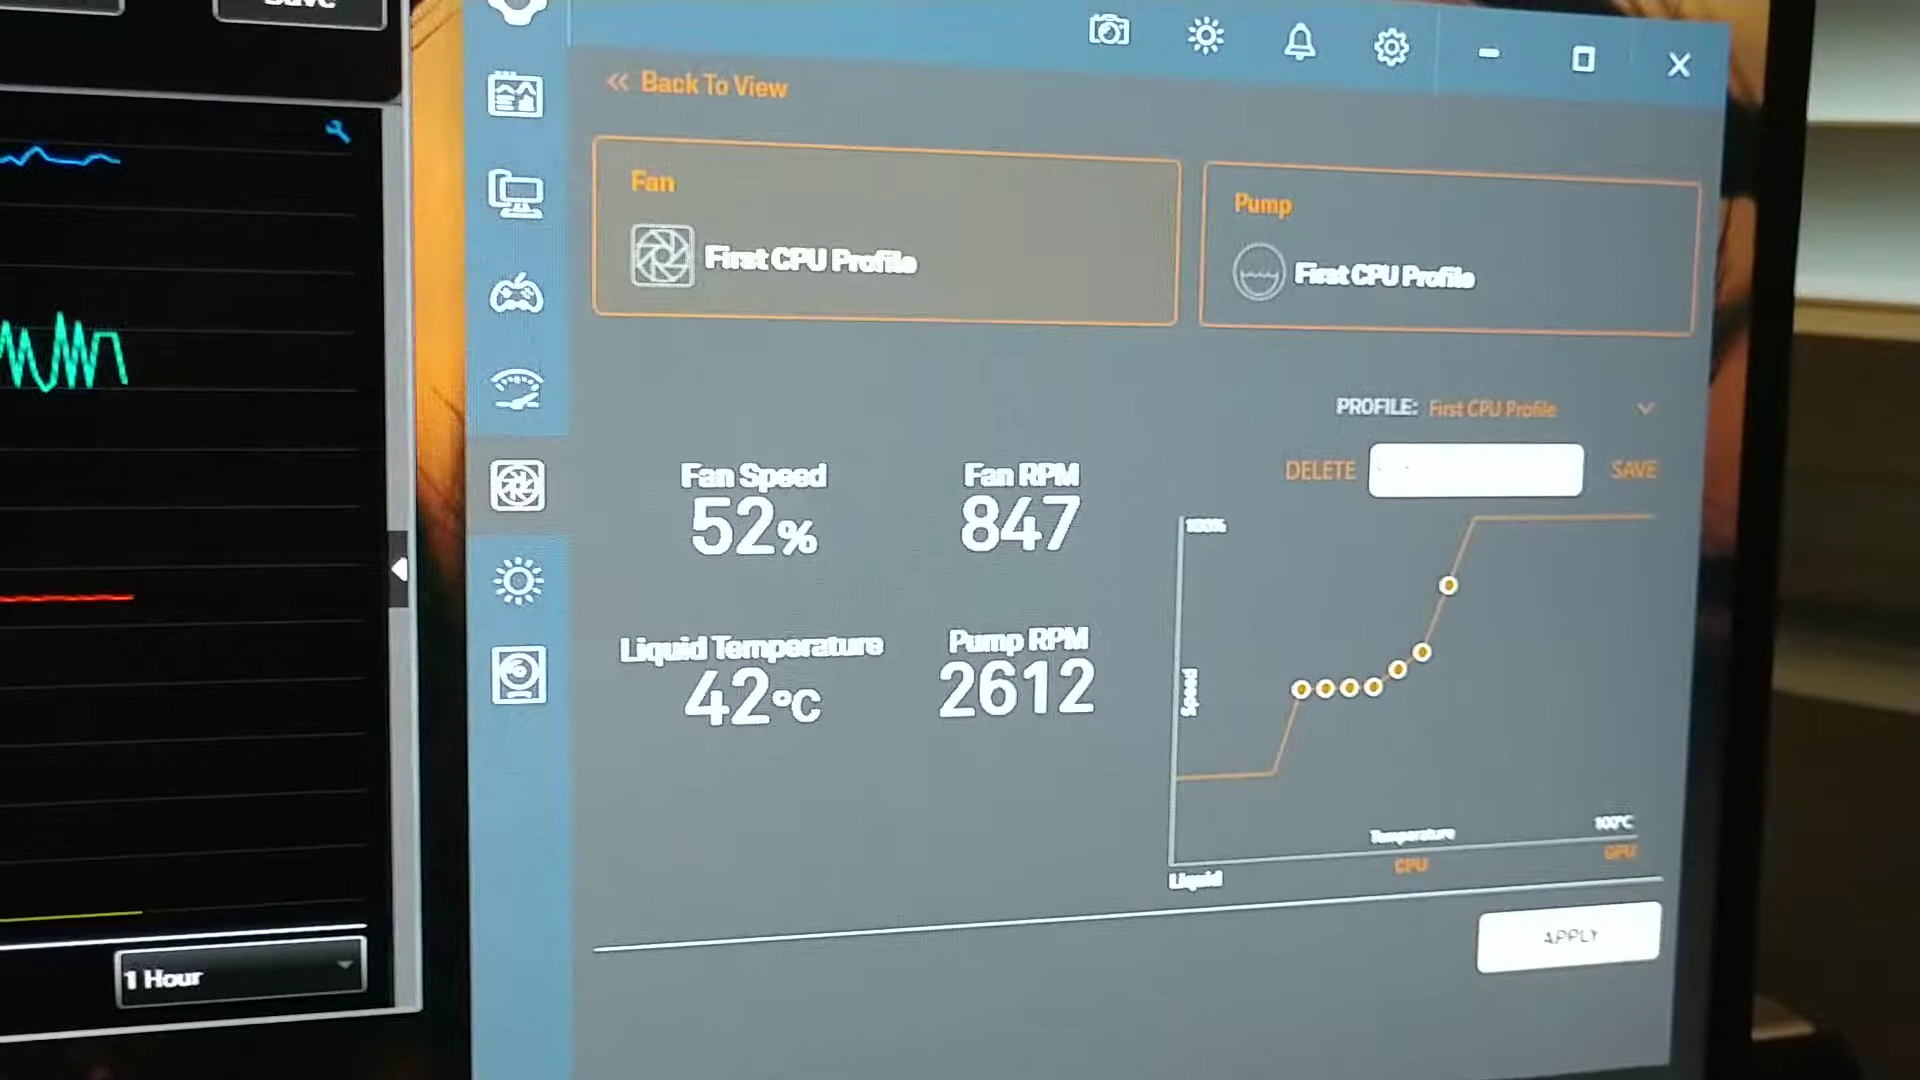 Save
1 Hour
Back To View
Fan
First CPU Profile
Pump
First CPU Profile
PROFILE: First CPU Profile
DELETE
SAVE
Fan Speed
52%
Fan RPM
847
Liquid Temperature
42°C
Pump RPM
2612
100%
Speed
Temperature
100°C
Liquid
CPU
GPU
APPLY